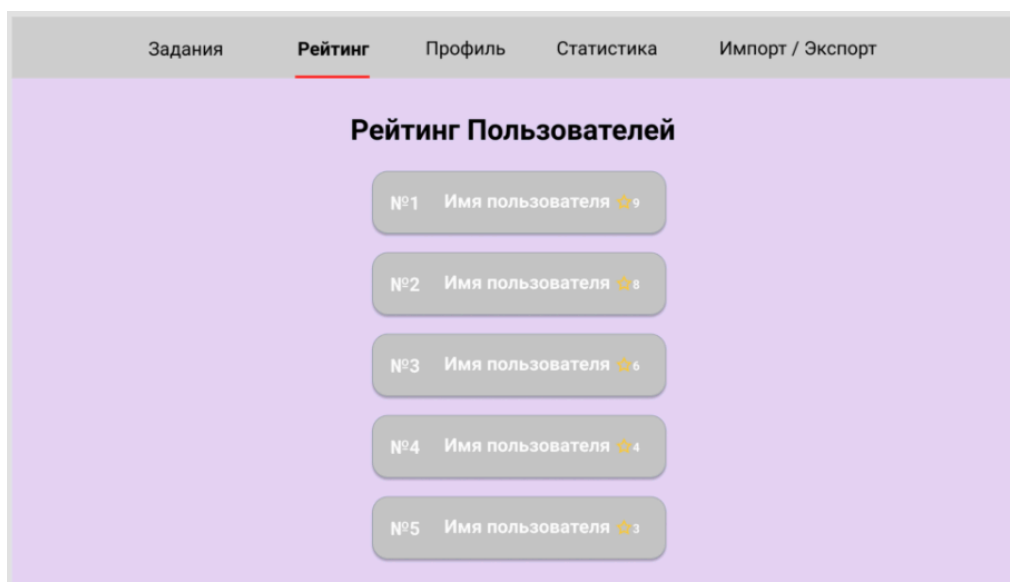 Задания Рейтинг Профиль Статистика Импорт / Экспорт
Рейтинг Пользователей
№1 Имя пользователя 9
№2 Имя пользователя 8
№3 Имя пользователя 6
№4 Имя пользователя 4
№5 Имя пользователя 3